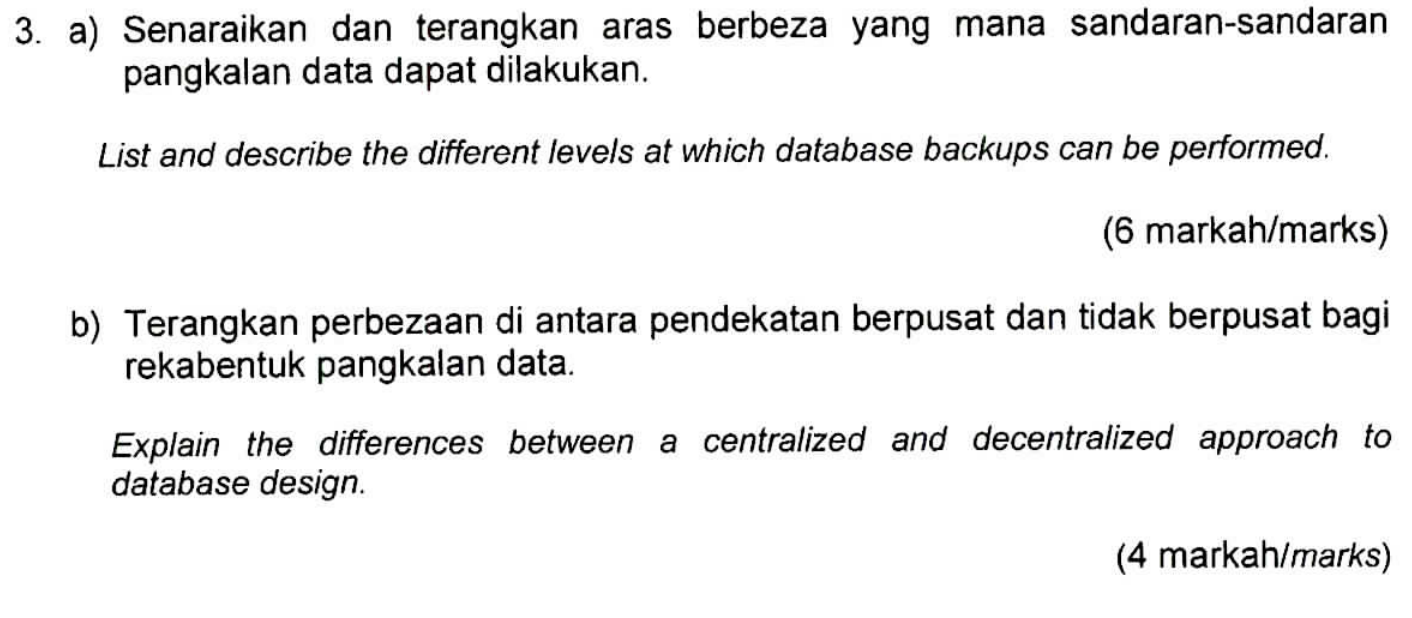 3. a) Senaraikan dan terangkan aras berbeza yang mana sandaran-sandaran
pangkalan data dapat dilakukan.
List and describe the different levels at which database backups can be performed.
(6 markah/marks)
b) Terangkan perbezaan di antara pendekatan berpusat dan tidak berpusat bagi
rekabentuk pangkalan data.
Explain the differences between a centralized and decentralized approach to
database design.
(4 markah/marks)